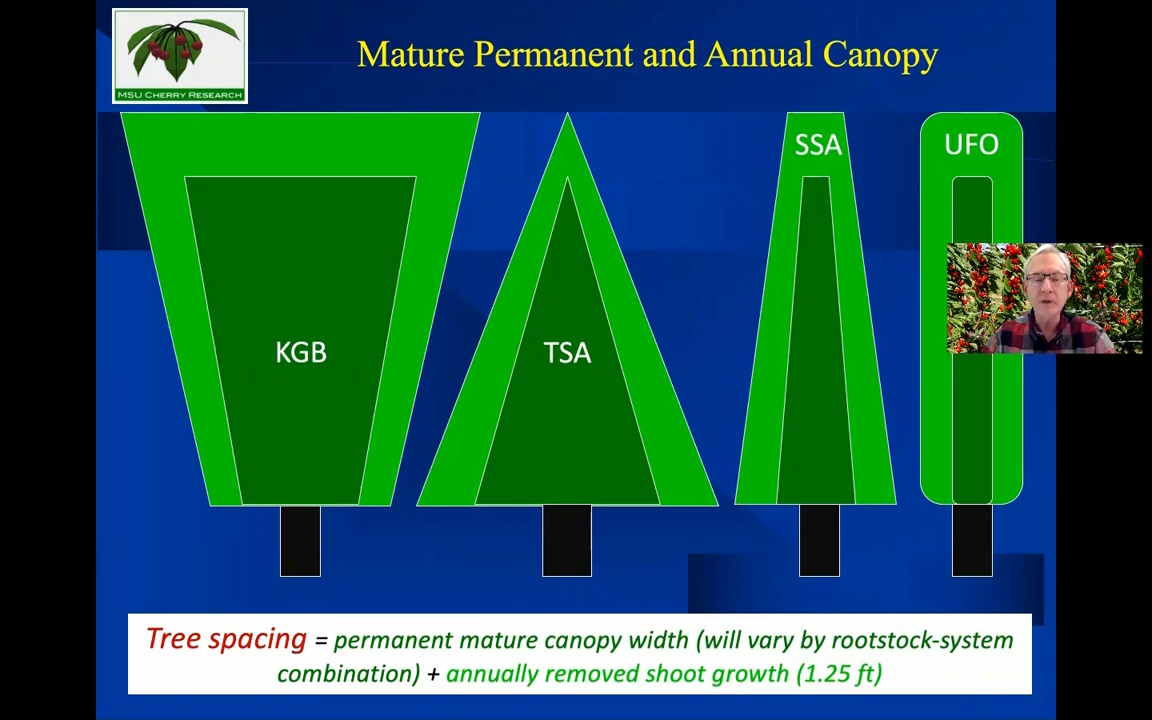 Mature Permanent and Annual Canopy
MSU CHERRY RESEARCH
SSA
UFO
KGB
TSA
Tree spacing = permanent mature canopy width (will vary by rootstock-system
combination) + annually removed shoot growth (1.25 ft)